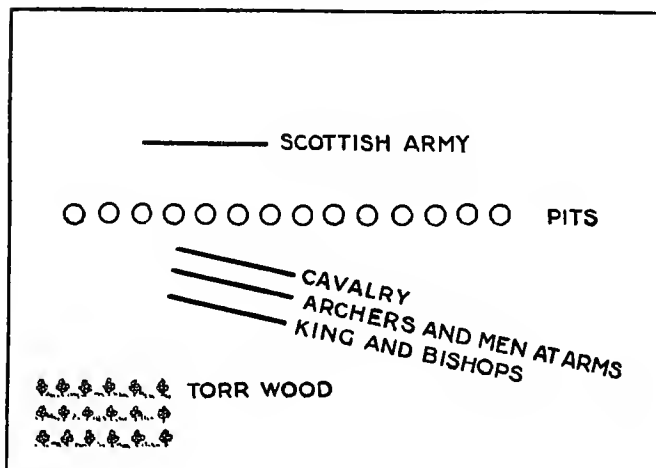 SCOTTISH ARMY
PITS
CAVALRY
ARCHERS AND MEN AT ARMS
KING AND BISHOPS
TORR WOOD